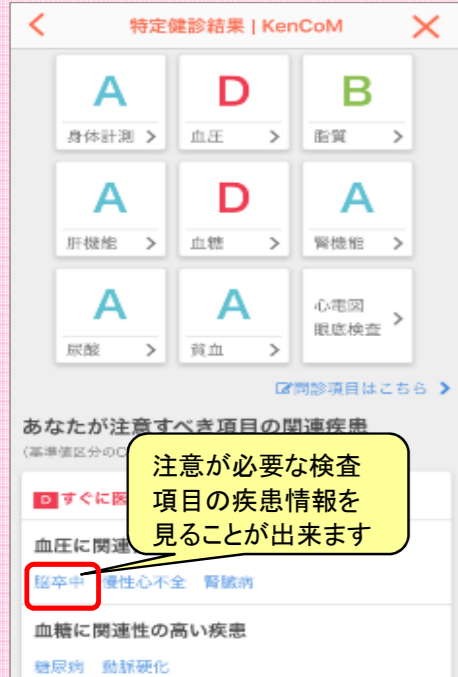 特定健診結果 | KenCoM
A D B
身体計測 血圧 脂質
A D A
肝機能 血糖 腎機能
A A 心電図
眼底検査
尿酸 貧血
問診項目はこちら
あなたが注意すべき項目の関連疾患
(基準値区分の
注意が必要な検査
項目の疾患情報を
見ることが出来ます
D すぐに医
血圧に関連
脳卒中 慢性心不全 腎臓病
血糖に関連性の高い疾患
糖尿病 動脈硬化